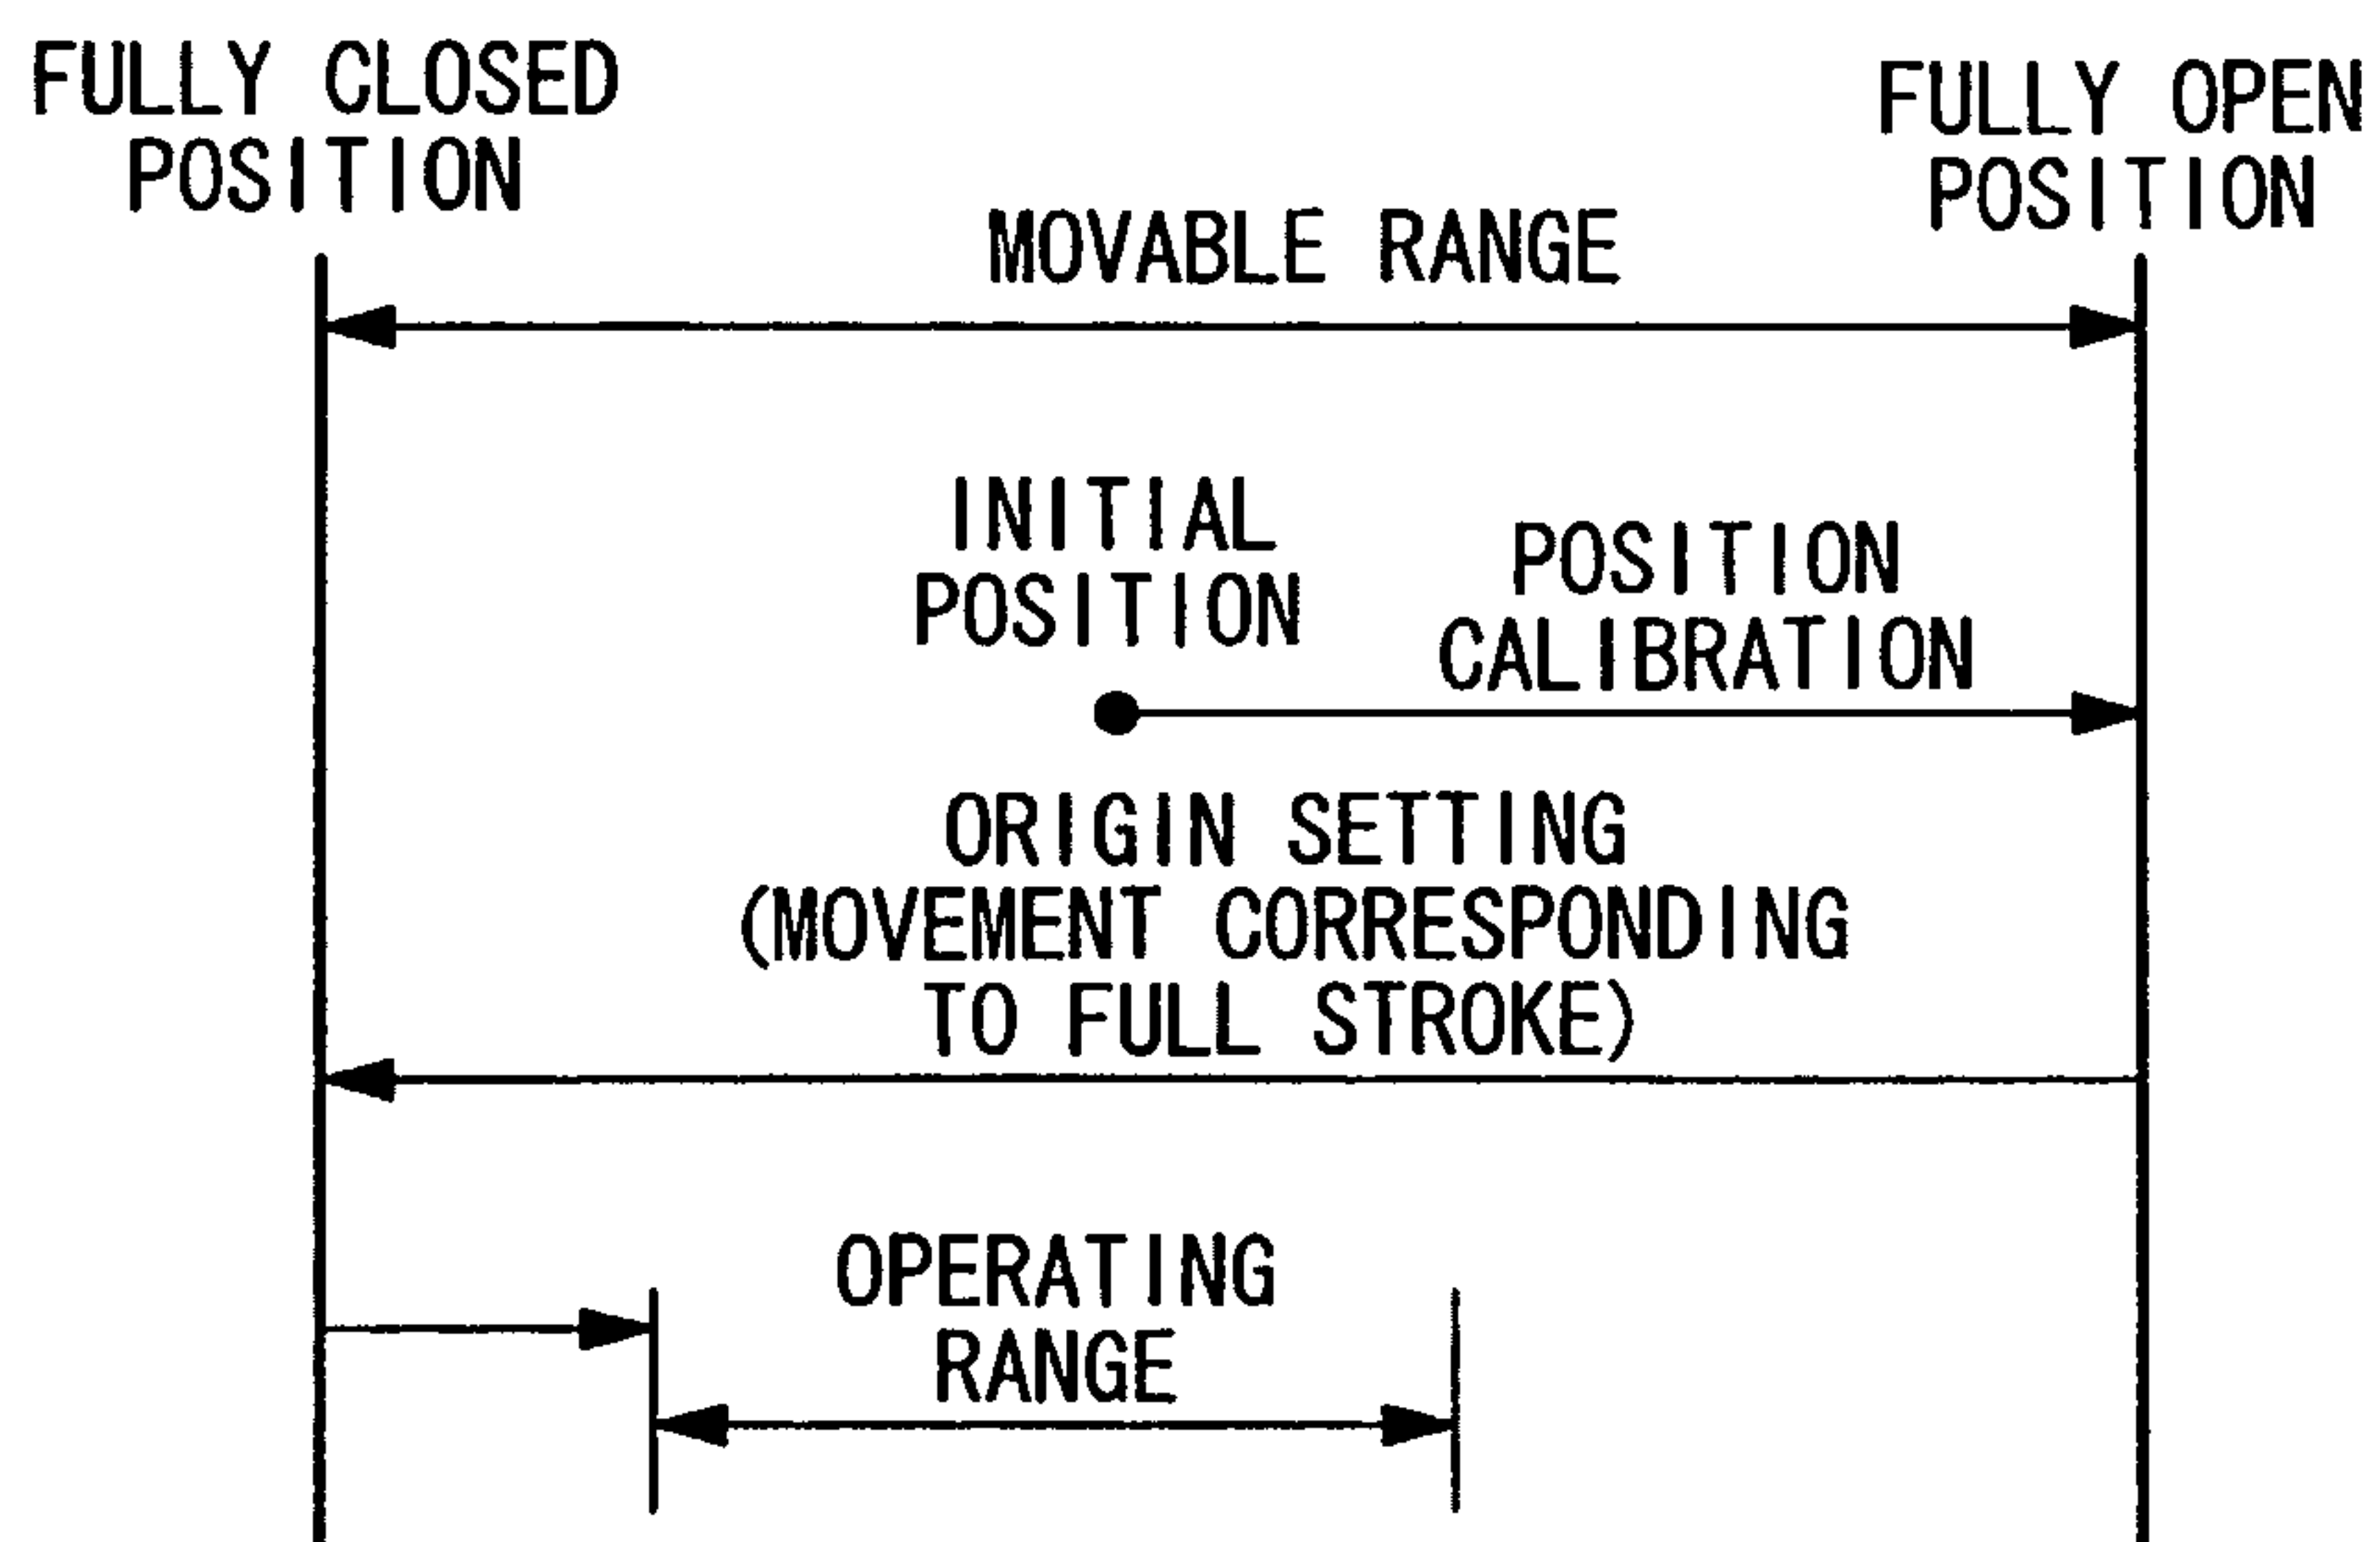 FULLY CLOSED
POSITION
FULLY OPEN
POSITION
MOVABLE RANGE
INITIAL
POSITION
POSITION
CALIBRATION
ORIGIN SETTING
(MOVEMENT CORRESPONDING
TO FULL STROKE)
OPERATING
RANGE